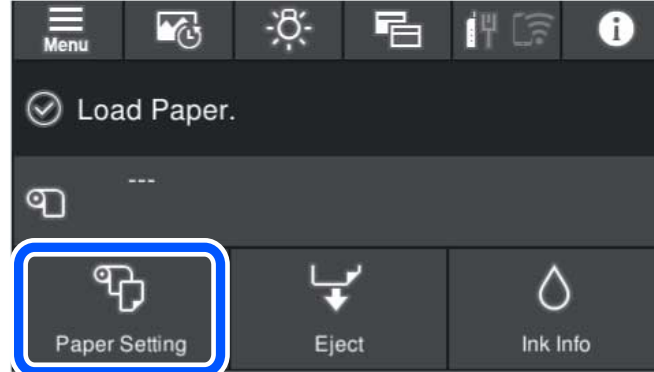 Menu
Load Paper.
---
Paper Setting
Eject
Ink Info